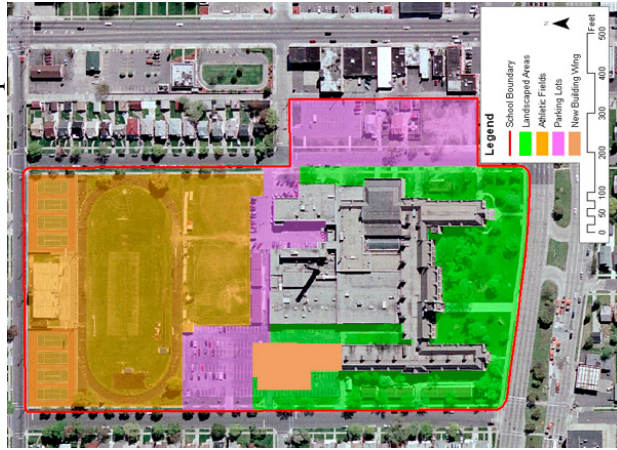 Legend
School Boundary
Landscaped Areas
Athletic Fields
Parking Lots
New Building Wing
N
0 50 100 200 300 400 500
Feet